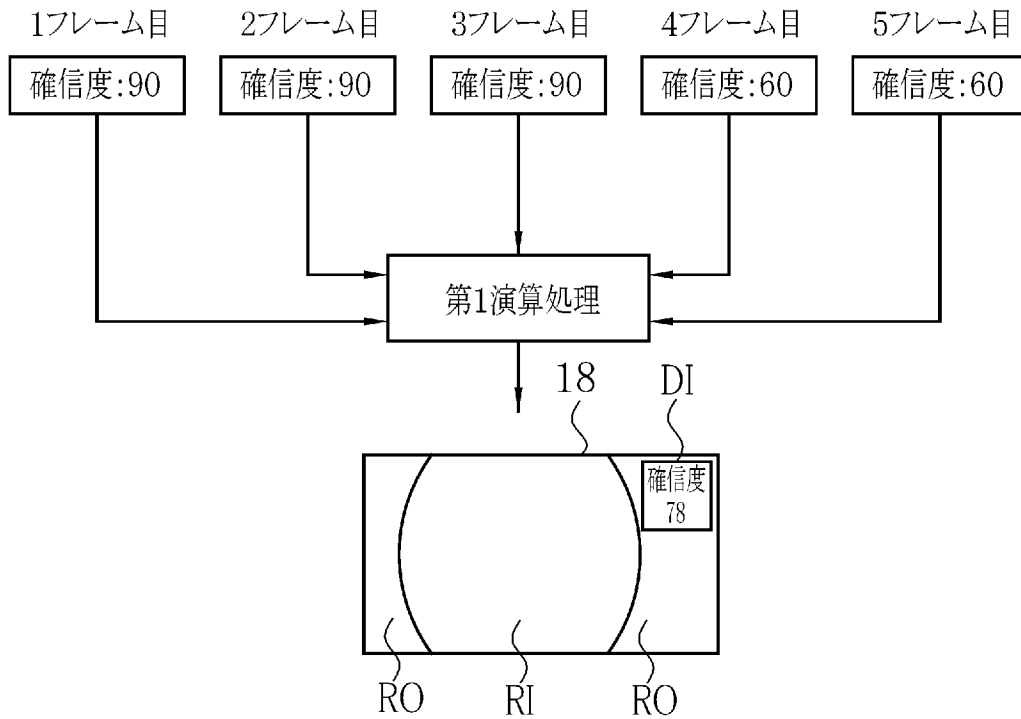 1フレーム目
2フレーム目
3フレーム目
4フレーム目
5フレーム目
確信度:90
確信度:90
確信度:90
確信度:60
確信度:60
第1演算処理
18
DI
確信度
78
RO
RI
RO